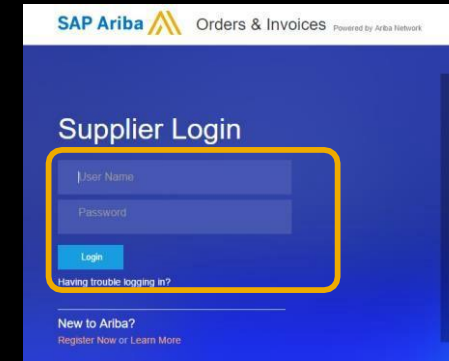 SAP Ariba Orders & Invoices Powered by Ariba Network
Supplier Login
User Name
Password
Login
Having trouble logging in?
New to Ariba?
Register Now or Learn More